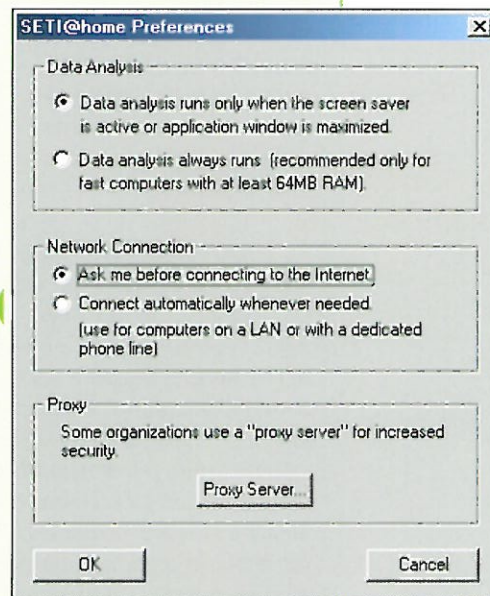 SETI@home Preferences
Data Analysis
Data analysis runs only when the screen saver
is active or application window is maximized.
Data analysis always runs (recommended only for
fast computers with at least 64MB RAM).
Network Connection
Ask me before connecting to the Internet.
Connect automatically whenever needed.
(use for computers on a LAN or with a dedicated
phone line)
Proxy
Some organizations use a "proxy server" for increased
security.
Proxy Server...
OK
Cancel